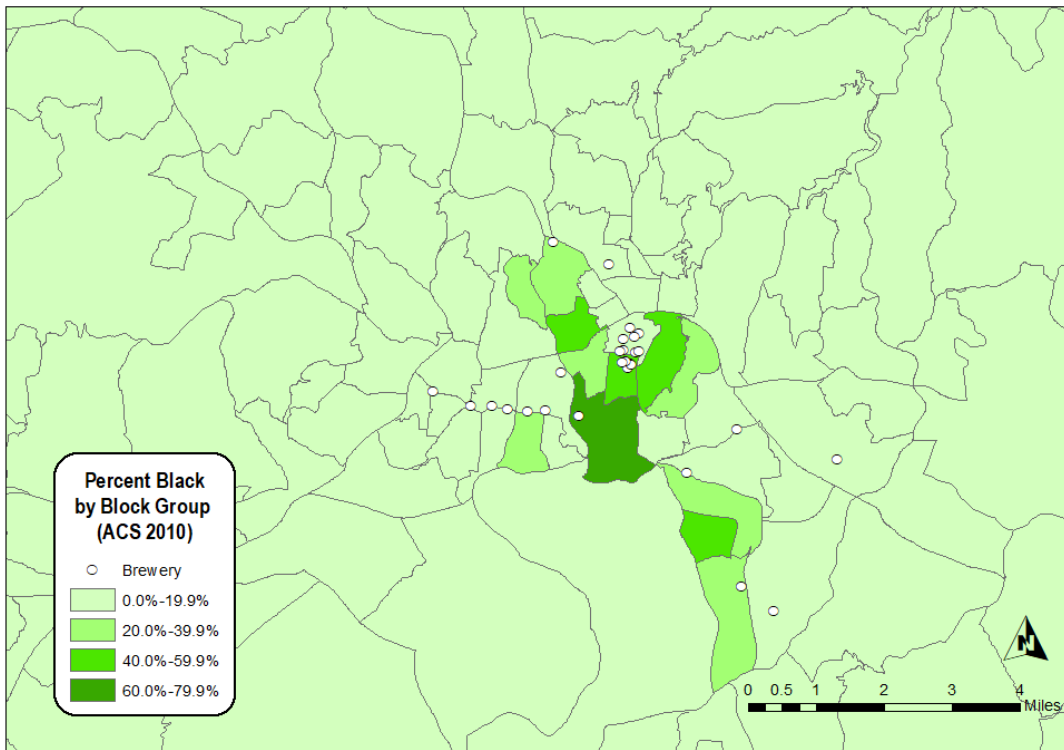 Percent Black
by Block Group
(ACS 2010)
Brewery
0.0%-19.9%
20.0%-39.9%
40.0%-59.9%
60.0%-79.9%
N
0 0.5 1 2 3 4
Miles